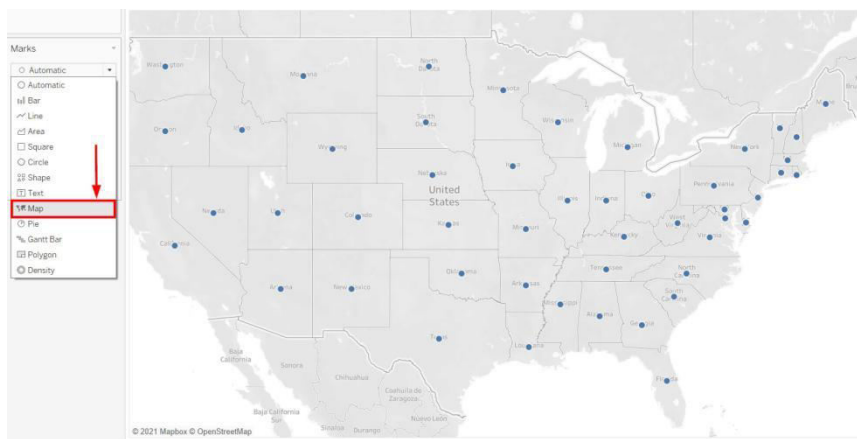 Marks
Automatic
Automatic
Bar
Line
Area
Square
Circle
Shape
Text
Map
Pie
Gantt Bar
Polygon
Density
Washington
Montana
North
Dakota
Minnesota
Maine
Oregon
Idaho
South
Dakota
Wisconsin
Michigan
New York
Wyoming
Iowa
Nebraska
Pennsylvania
United
States
Illinois
Indiana
Ohio
Nevada
Utah
Colorado
Kansas
Missouri
West
Virginia
Kentucky
Virginia
California
Tennessee
North
Carolina
Oklahoma
Arkansas
Arizona
New Mexico
South
Carolina
Mississippi
Alabama
Georgia
Texas
Louisiana
Baja
California
Sonora
Chihuahua
Florida
Coahuila de
Zaragoza
Baja California
Sur
Nuevo León
Sinaloa
Durango
© 2021 Mapbox © OpenStreetMap